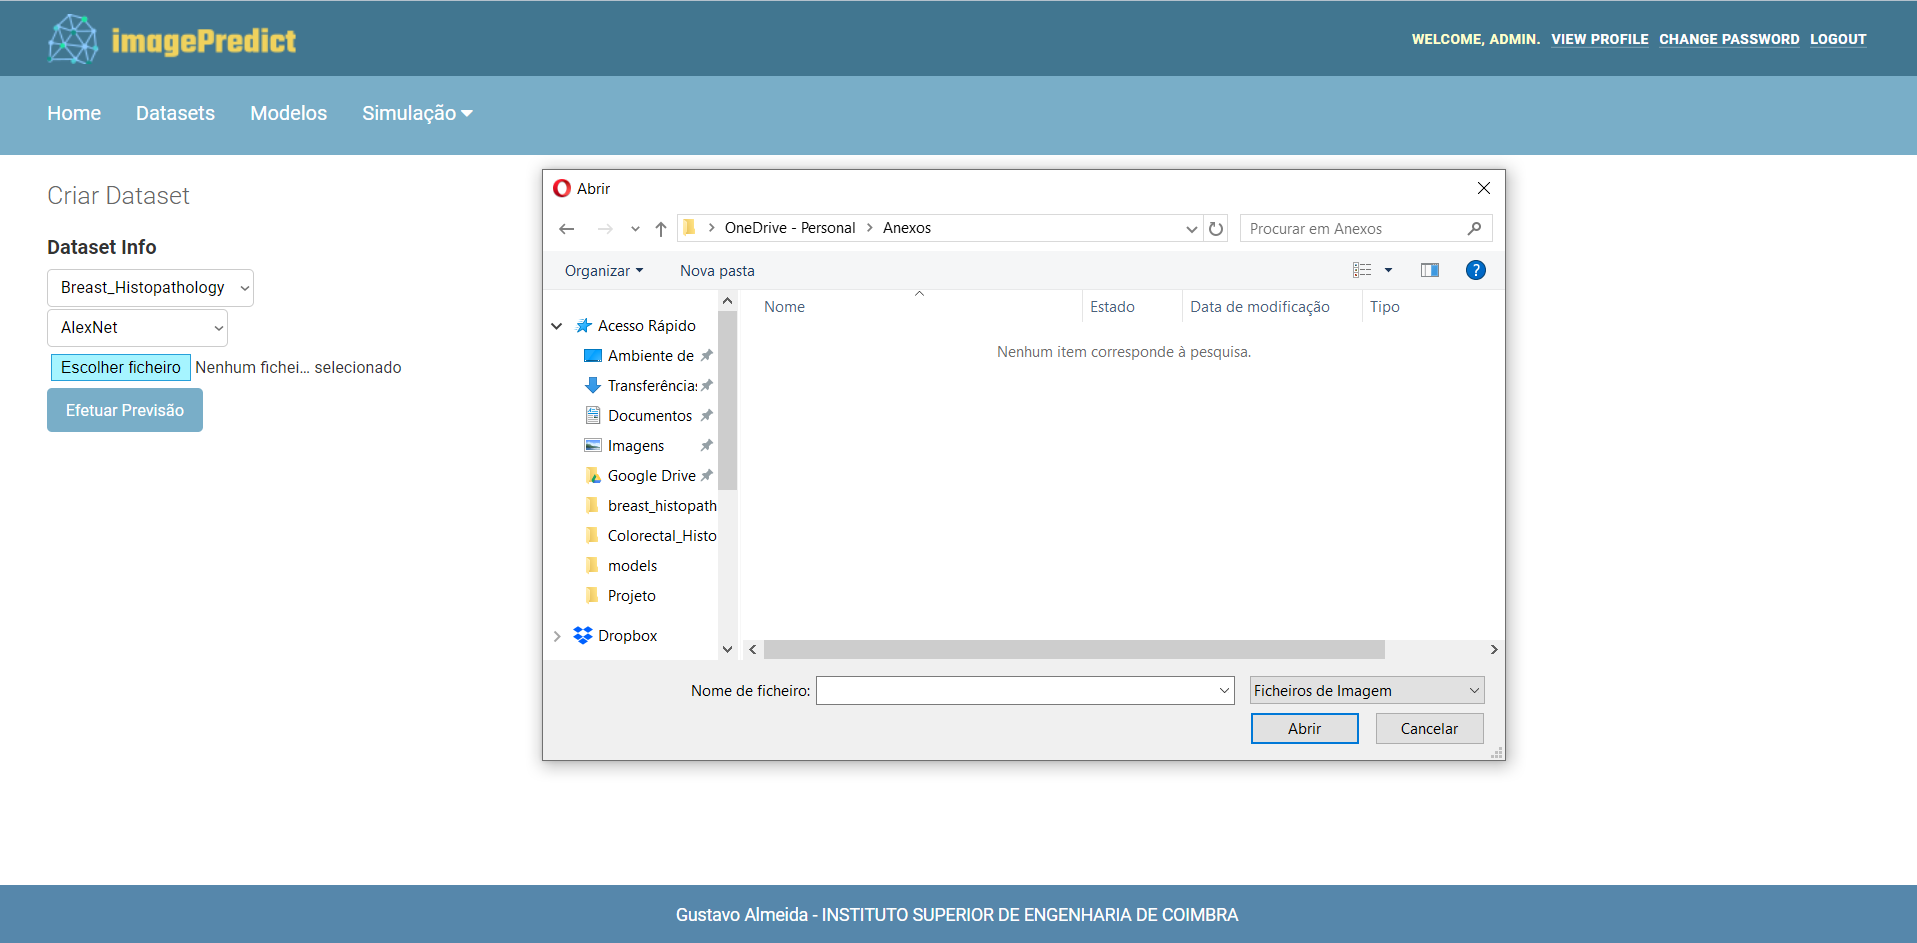 imagePredict
WELCOME, ADMIN. VIEW PROFILE CHANGE PASSWORD LOGOUT
Home Datasets Modelos Simulação
Criar Dataset
Dataset Info
Breast_Histopathology
AlexNet
Escolher ficheiro Nenhum fichei... selecionado
Efetuar Previsão
Abrir
OneDrive - Personal Anexos
Procurar em Anexos
Organizar Nova pasta
?
Nome Estado Data de modificação Tipo
Nenhum item corresponde à pesquisa.
Acesso Rápido
Ambiente de
Transferências
Documentos
Imagens
Google Drive
breast_histopath
Colorectal_Histo
models
Projeto
Dropbox
Nome de ficheiro: Ficheiros de Imagem
Abrir Cancelar
Gustavo Almeida - INSTITUTO SUPERIOR DE ENGENHARIA DE COIMBRA